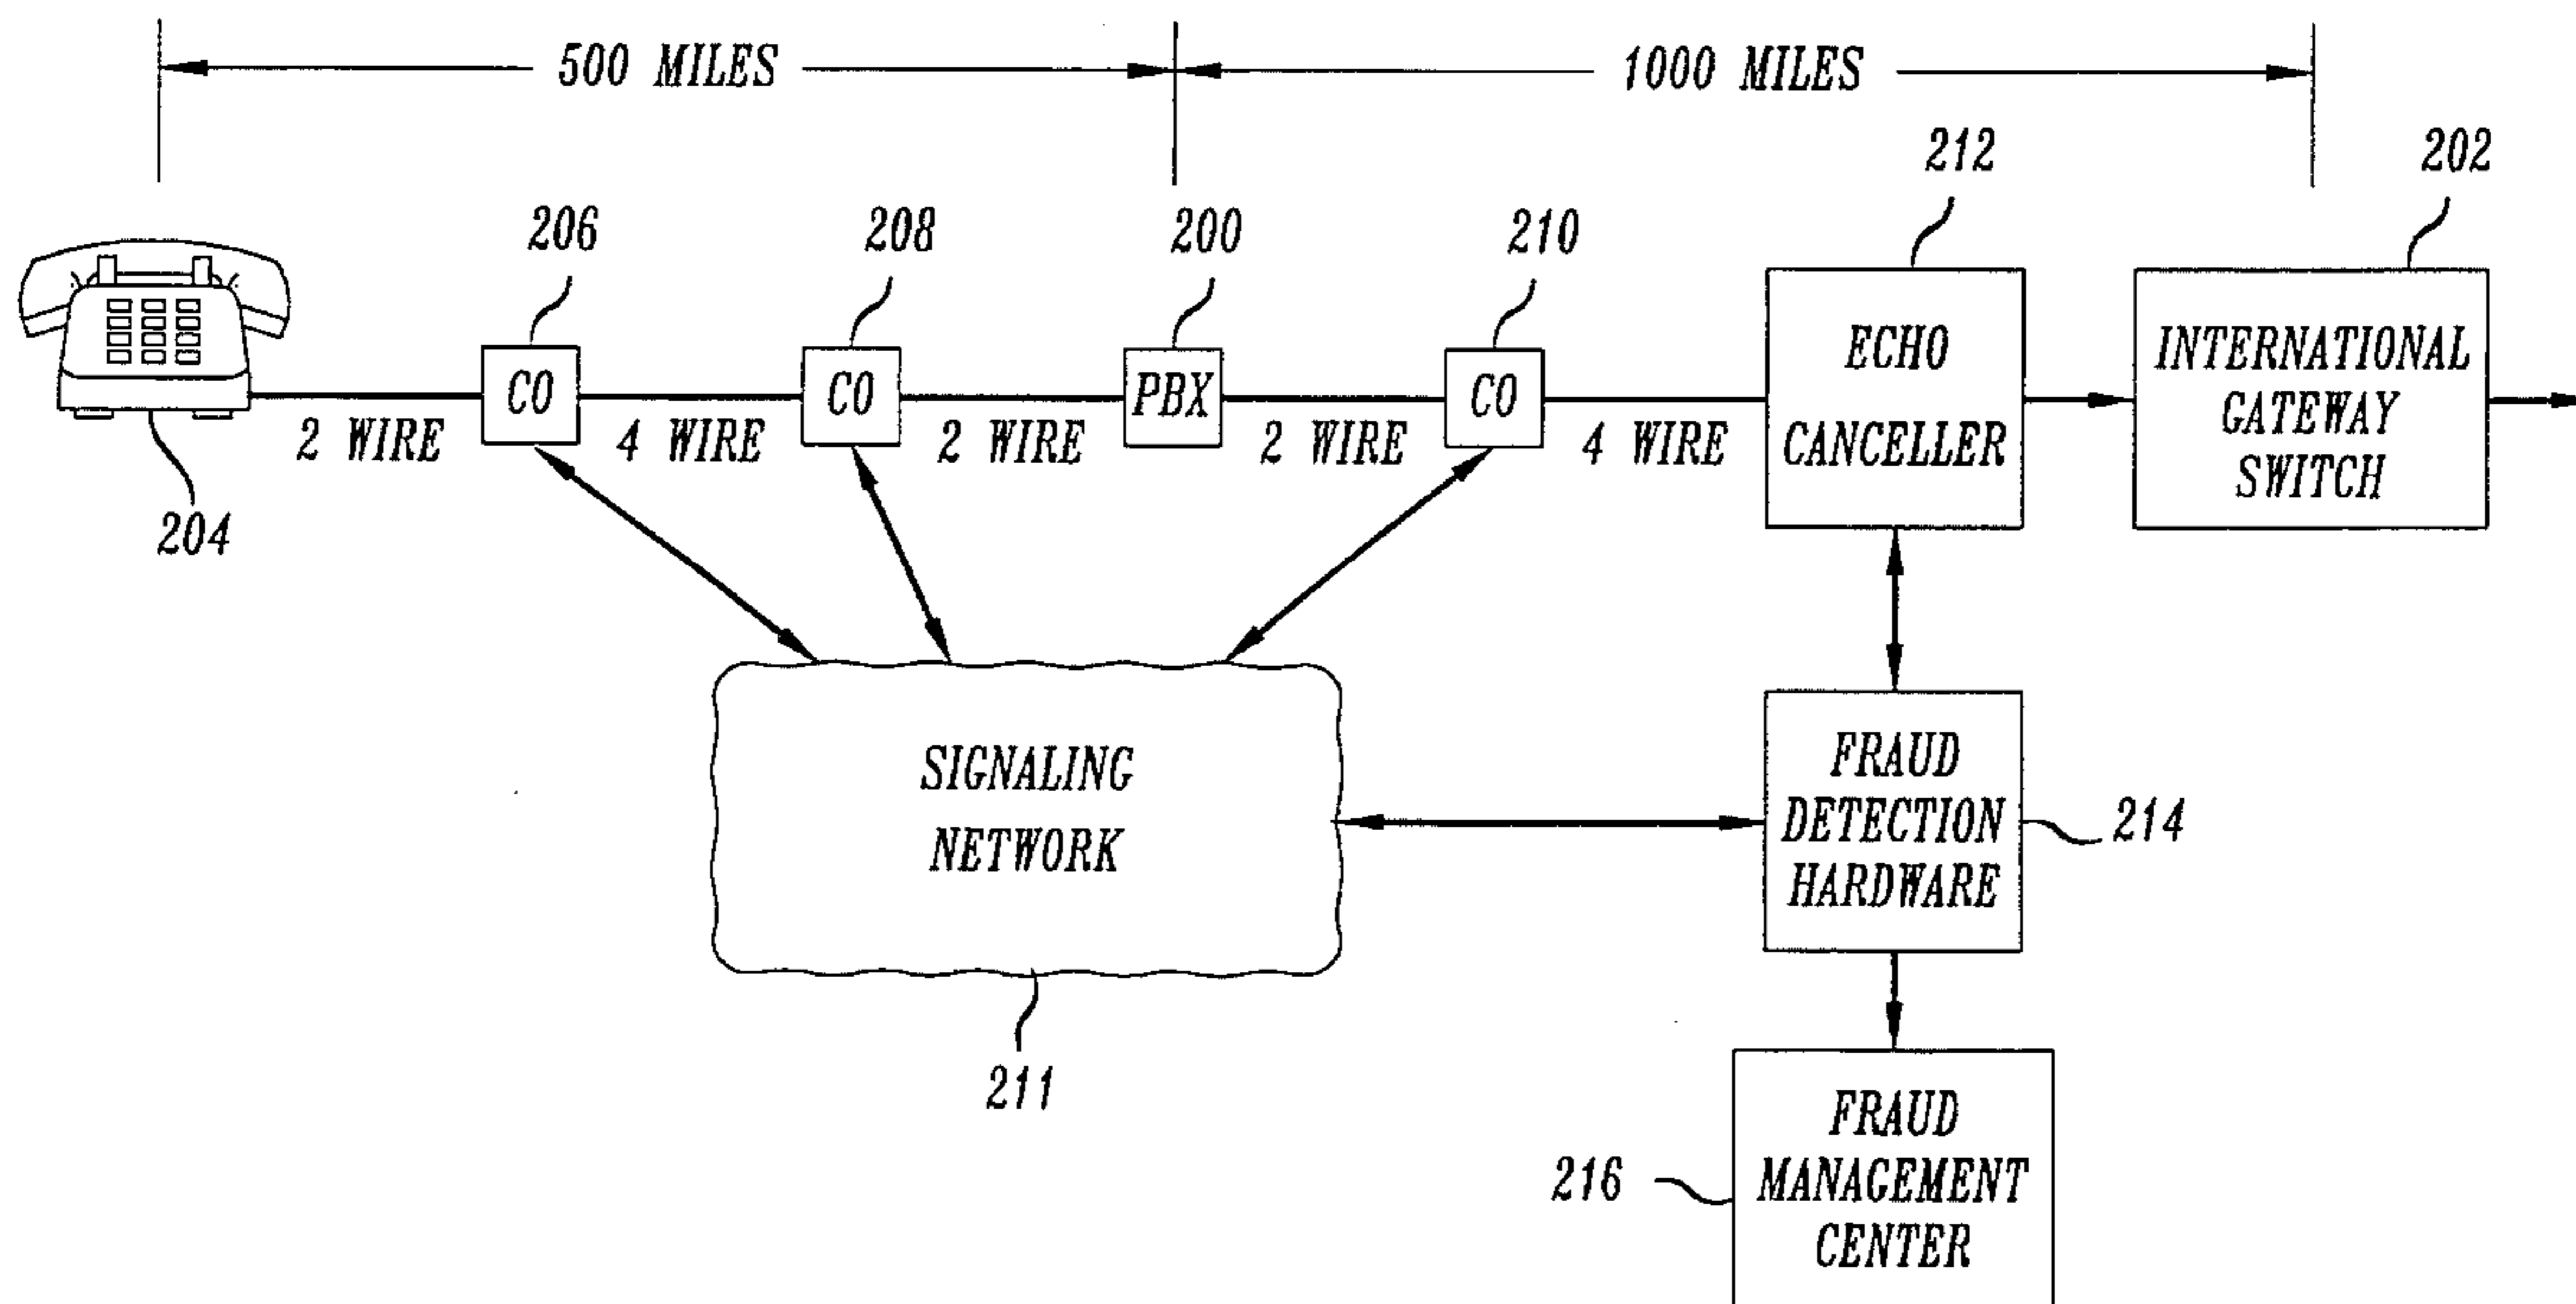 500 MILES
1000 MILES
212
202
206
208
200
210
CO
CO
PBX
CO
ECHO
CANCELLER
INTERNATIONAL
GATEWAY
SWITCH
2 WIRE
4 WIRE
2 WIRE
2 WIRE
4 WIRE
204
SIGNALING
NETWORK
211
FRAUD
DETECTION
HARDWARE
214
FRAUD
MANAGEMENT
CENTER
216